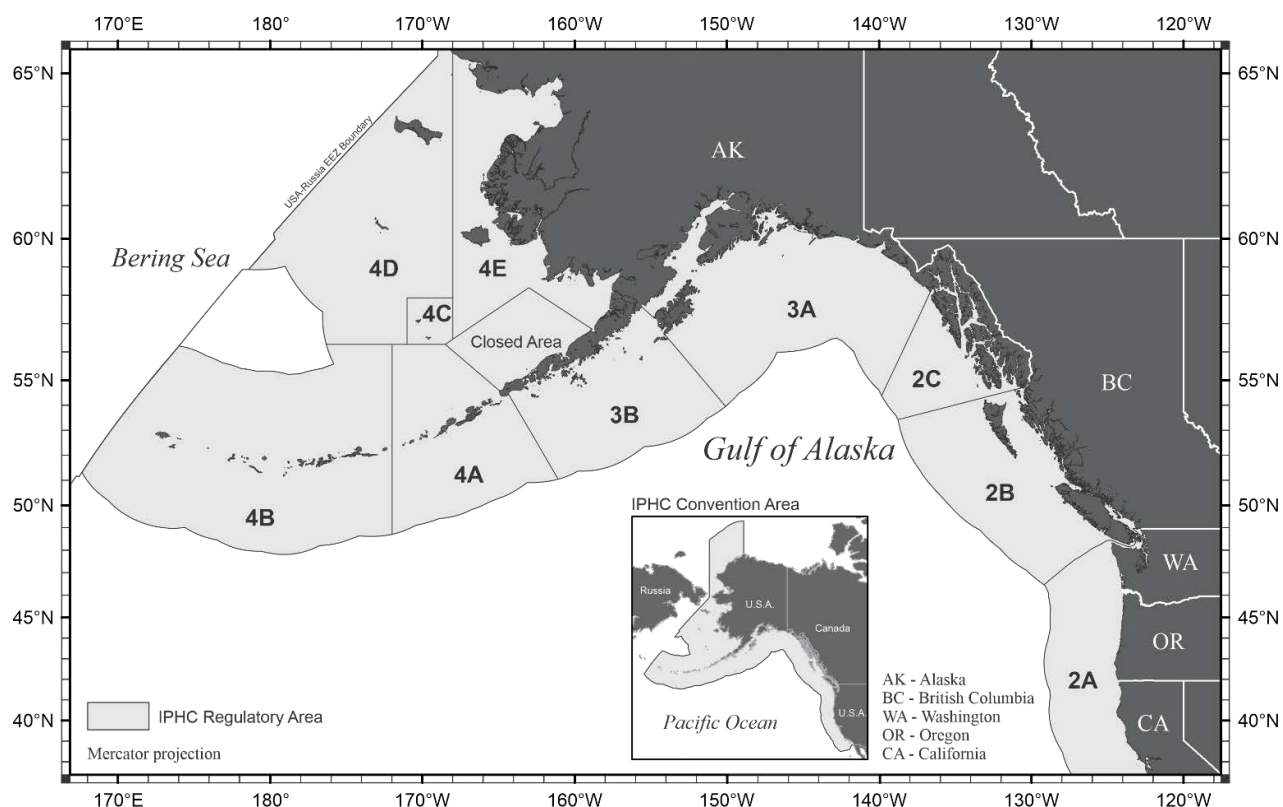 170°E 180° 170°W 160°W 150°W 140°W 130°W 120°W
65°N 65°N
USA-Russia EEZ Boundary
AK
60°N 60°N
Bering Sea
4D 4E
4C
3A
Closed Area
55°N 55°N
2C
BC
3B
Gulf of Alaska
4A
2B
50°N 50°N
4B
IPHC Convention Area
WA
Russia
U.S.A.
Canada
45°N 45°N
OR
2A
AK - Alaska
BC - British Columbia
WA - Washington
OR - Oregon
CA - California
U.S.A.
Pacific Ocean
IPHC Regulatory Area
40°N 40°N
CA
Mercator projection
170°E 180° 170°W 160°W 150°W 140°W 130°W 120°W